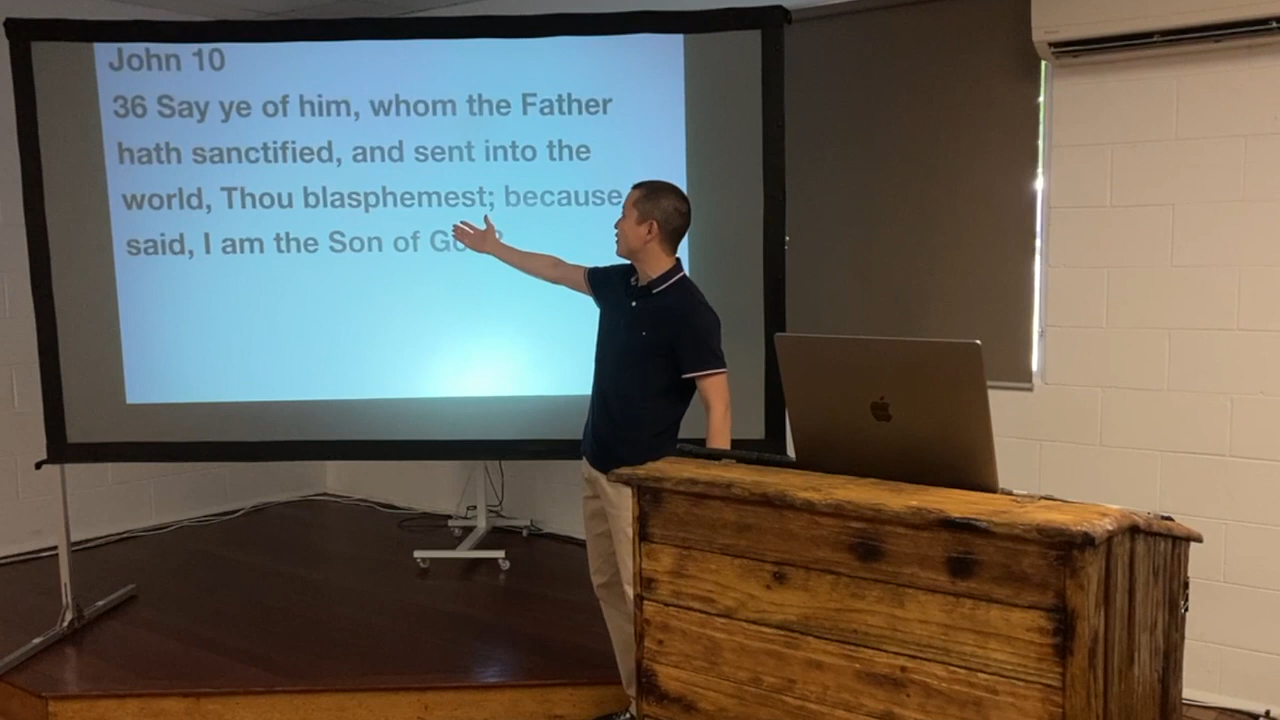 John 10
36 Say ye of him, whom the Father
hath sanctified, and sent into the
world, Thou blasphemest; because
said, I am the Son of